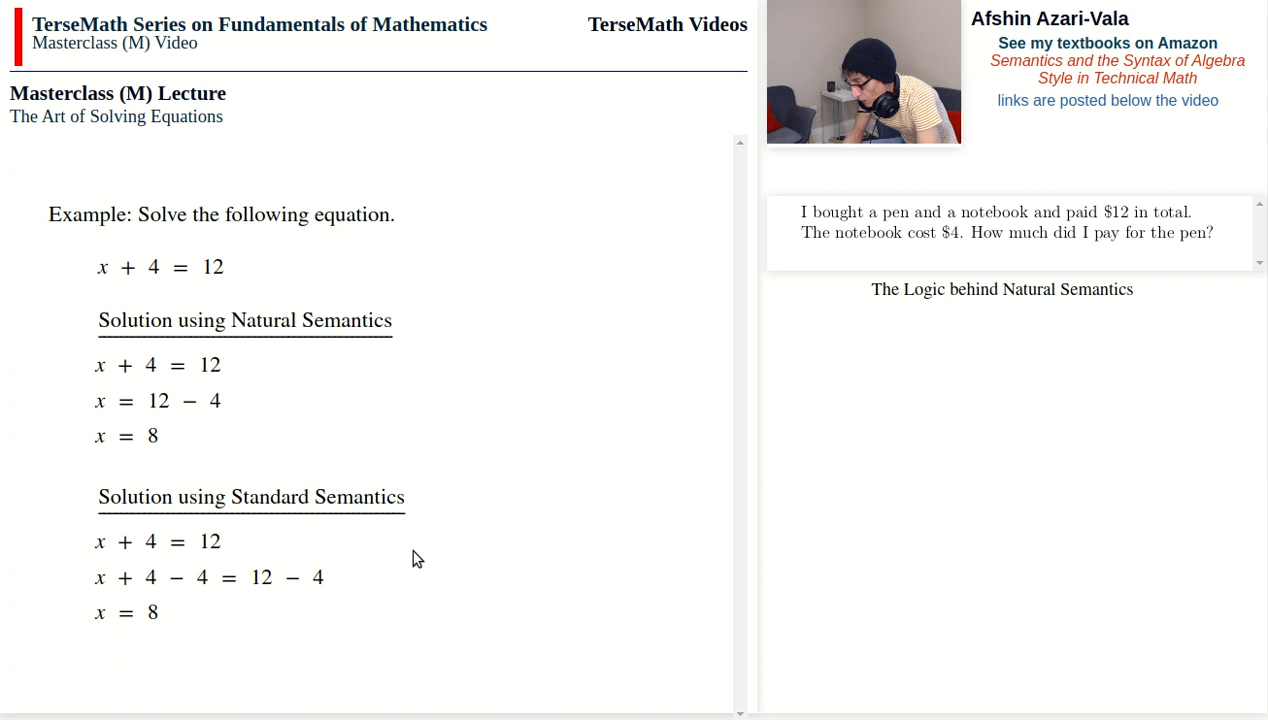 TerseMath Series on Fundamentals of Mathematics
TerseMath Videos
Masterclass (M) Video
Masterclass (M) Lecture
The Art of Solving Equations
Example: Solve the following equation.
x + 4 = 12
Solution using Natural Semantics
x + 4 = 12
x = 12 − 4
x = 8
Solution using Standard Semantics
x + 4 = 12
x + 4 − 4 = 12 − 4
x = 8
Afshin Azari-Vala
See my textbooks on Amazon
Semantics and the Syntax of Algebra
Style in Technical Math
links are posted below the video
I bought a pen and a notebook and paid $12 in total.
The notebook cost $4. How much did I pay for the pen?
The Logic behind Natural Semantics